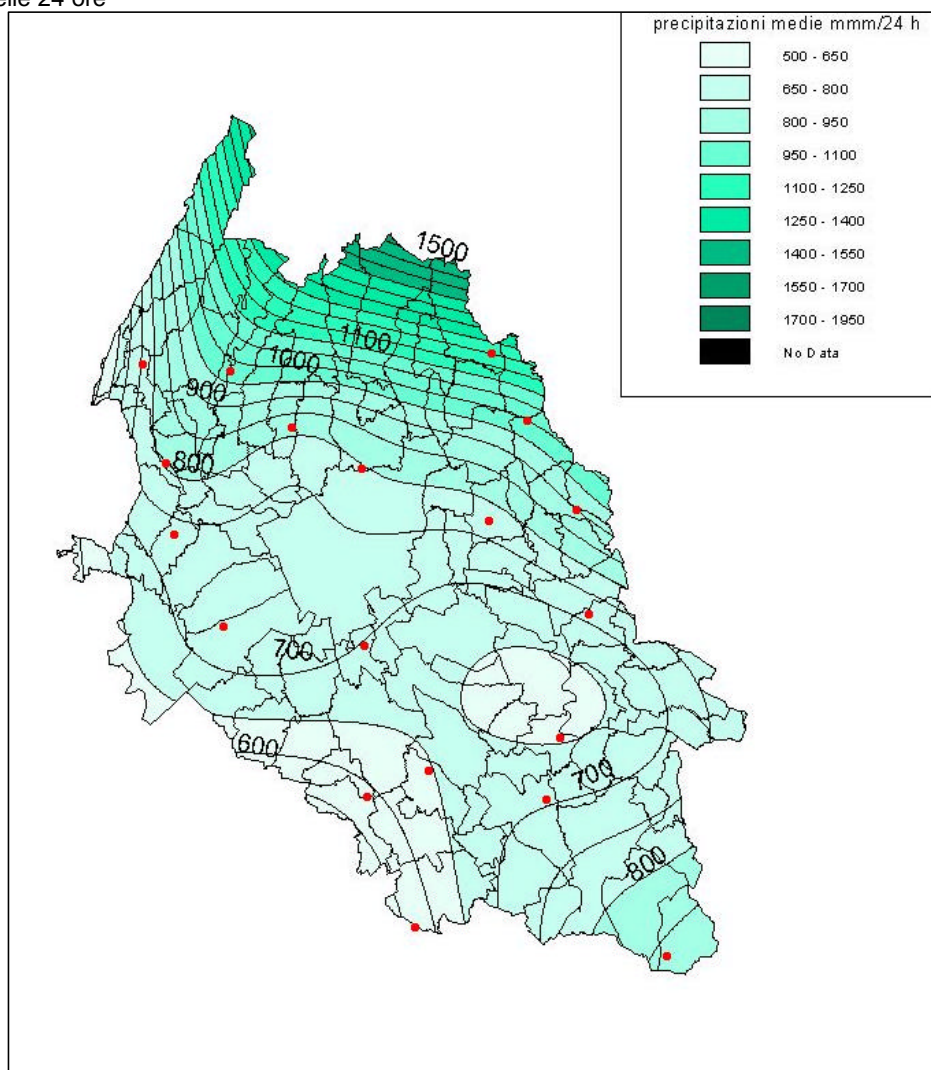 elle 24 ore
precipitazioni medie mmm/24 h
500 - 650
650 - 800
800 - 950
950 - 1100
1100 - 1250
1250 - 1400
1400 - 1550
1550 - 1700
1700 - 1950
No Data
1500
1100
1000
900
800
700
600
700
800